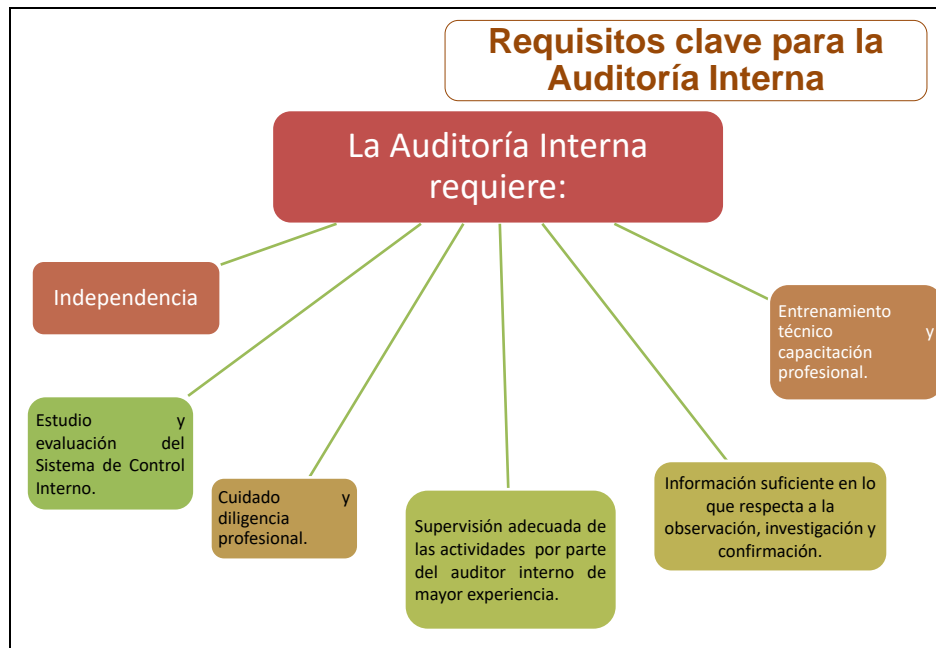 Requisitos clave para la
Auditoría Interna
La Auditoría Interna
requiere:
Independencia
Entrenamiento
técnico y
capacitación
profesional.
Estudio y
evaluación del
Sistema de Control
Interno.
Cuidado y
diligencia
profesional.
Supervisión adecuada de
las actividades por parte
del auditor interno de
mayor experiencia.
Información suficiente en lo
que respecta a la
observación, investigación y
confirmación.